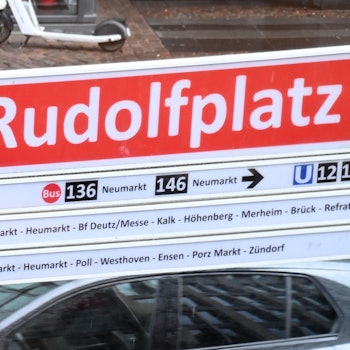 Rudolfplatz
Bus 136 Neumarkt 146 Neumarkt → U 12
- Heumarkt - Bf Deutz/Messe - Kalk - Höhenberg - Merheim - Brück -
- Heumarkt - Poll - Westhoven - Ensen - Porz Markt - Zündorf